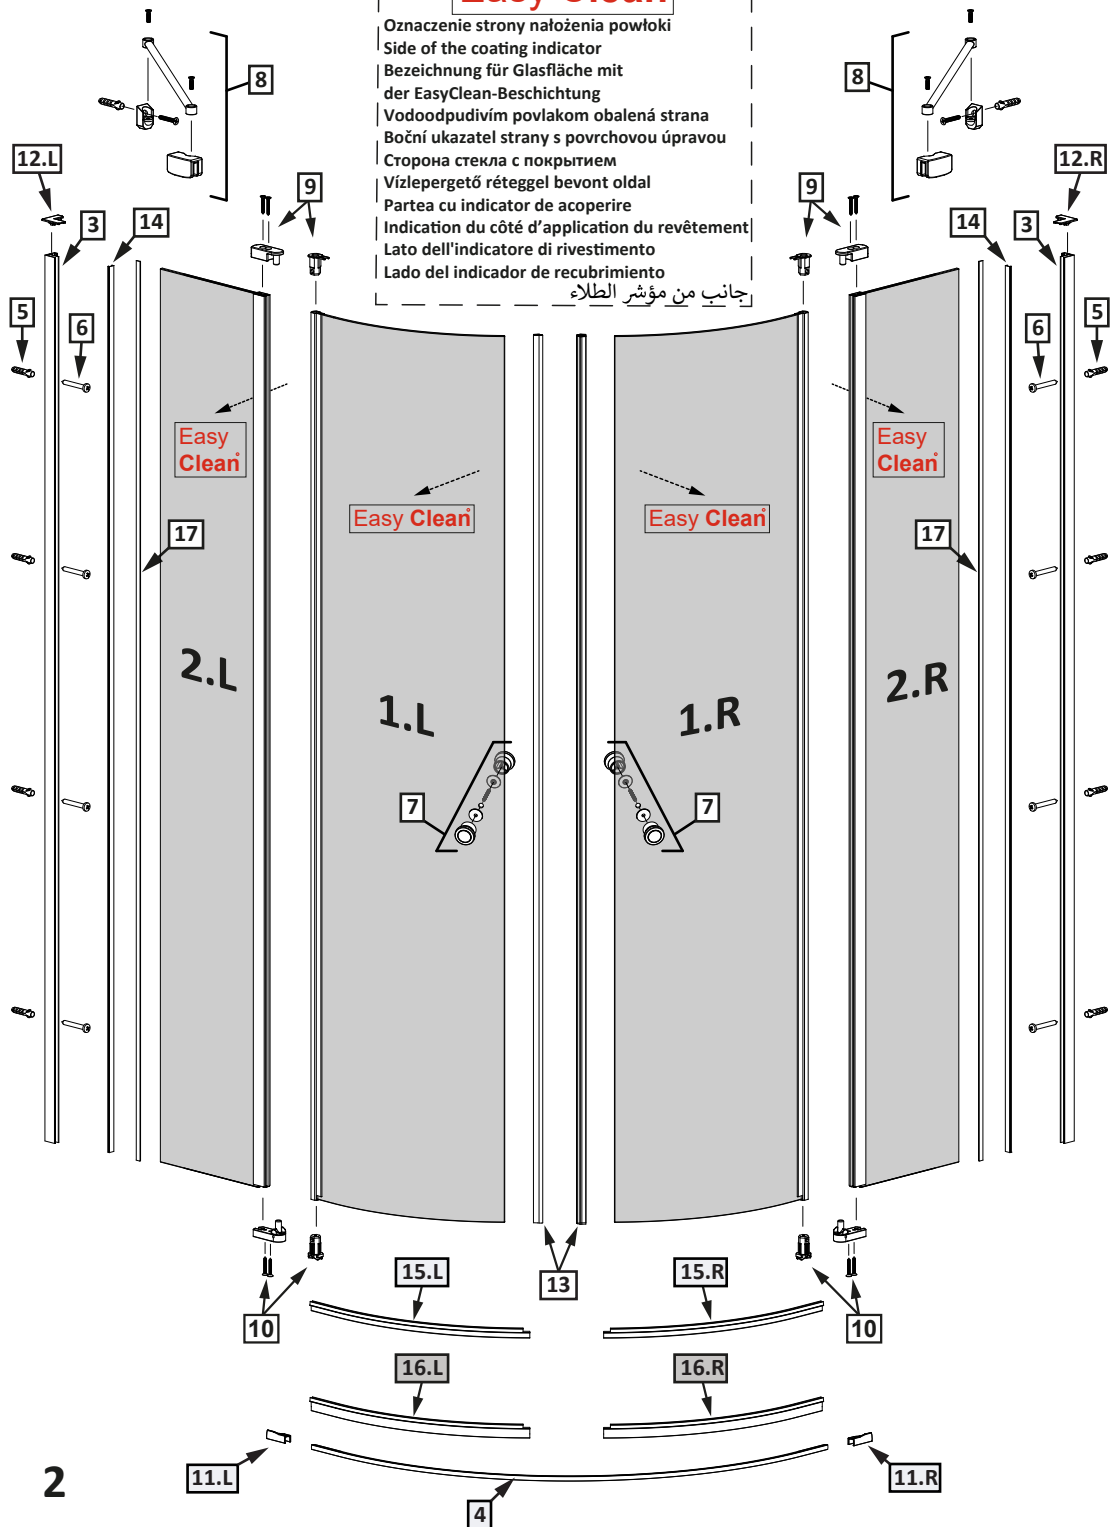 Easy Clean
Oznaczenie strony nałożenia powłoki
Side of the coating indicator
Bezeichnung für Glasfläche mit
der EasyClean-Beschichtung
Vodoodpudivím povlakom obalená strana
Boční ukazatel strany s povrchovou úpravou
Сторона стекла с покрытием
Vízlepergető réteggel bevont oldal
Partea cu indicator de acoperire
Indication du côté d'application du revêtement
Lato dell'indicatore di rivestimento
Lado del indicador de recubrimiento
جانب من مؤشر الطلاء
8
8
12.L
12.R
9
9
3
14
14
3
5
6
6
5
Easy
Clean
Easy
Clean
Easy Clean
Easy Clean
17
17
2.L
1.L
1.R
2.R
7
7
15.L
13
15.R
10
10
16.L
16.R
11.L
11.R
4
2